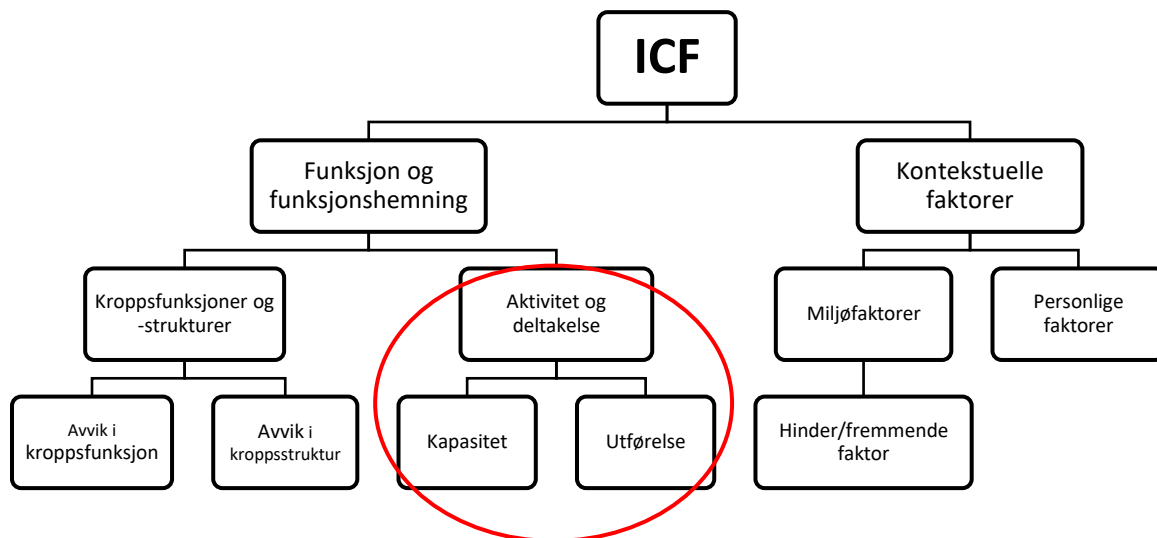 ICF
Funksjon og
funksjonshemning
Kontekstuelle
faktorer
Kroppsfunksjoner og
-strukturer
Aktivitet og
deltakelse
Miljøfaktorer
Personlige
faktorer
Avvik i
kroppsfunksjon
Avvik i
kroppsstruktur
Kapasitet
Utførelse
Hinder/fremmende
faktor